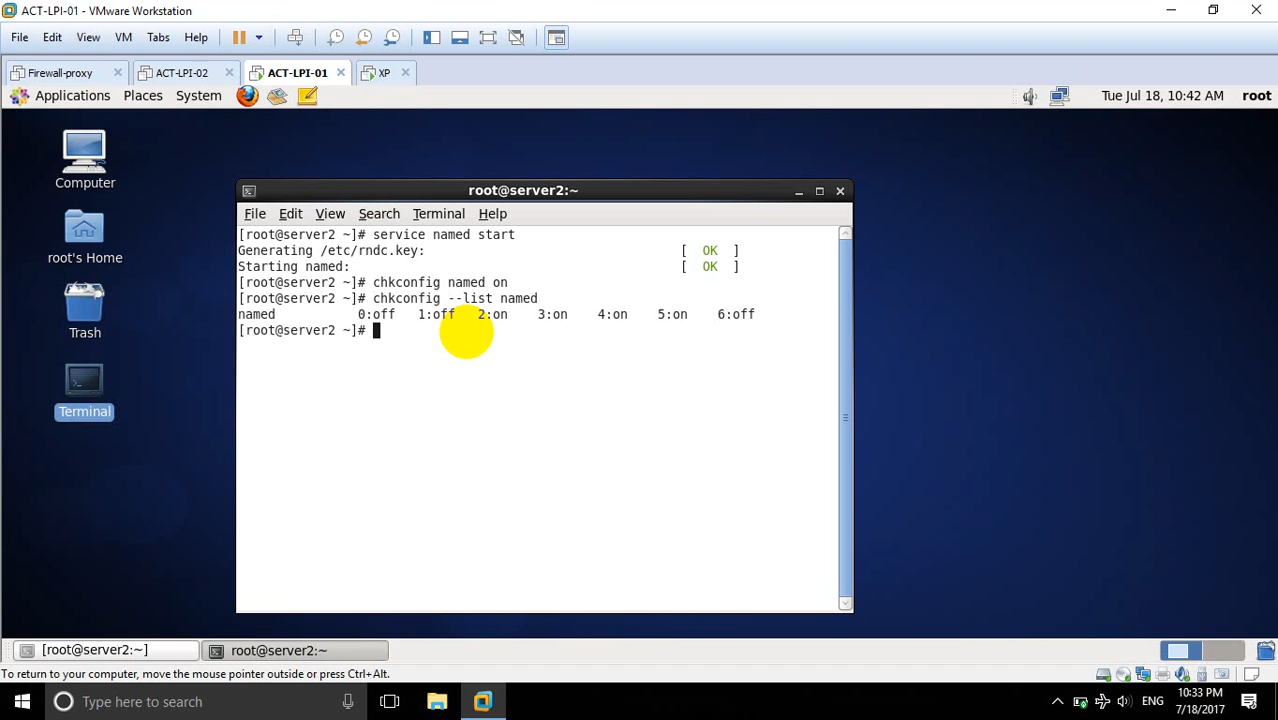 ACT-LPI-01 - VMware Workstation
File Edit View VM Tabs Help
Firewall-proxy ACT-LPI-02 ACT-LPI-01 XP
Applications Places System Tue Jul 18, 10:42 AM root
Computer
root's Home
Trash
Terminal
root@server2:~
File Edit View Search Terminal Help
[root@server2 ~]# service named start
Generating /etc/rndc.key: [ OK ]
Starting named: [ OK ]
[root@server2 ~]# chkconfig named on
[root@server2 ~]# chkconfig --list named
named 0:off 1:off 2:on 3:on 4:on 5:on 6:off
[root@server2 ~]#
[root@server2:~] root@server2:~
To return to your computer, move the mouse pointer outside or press Ctrl+Alt.
Type here to search
ENG
10:33 PM
7/18/2017